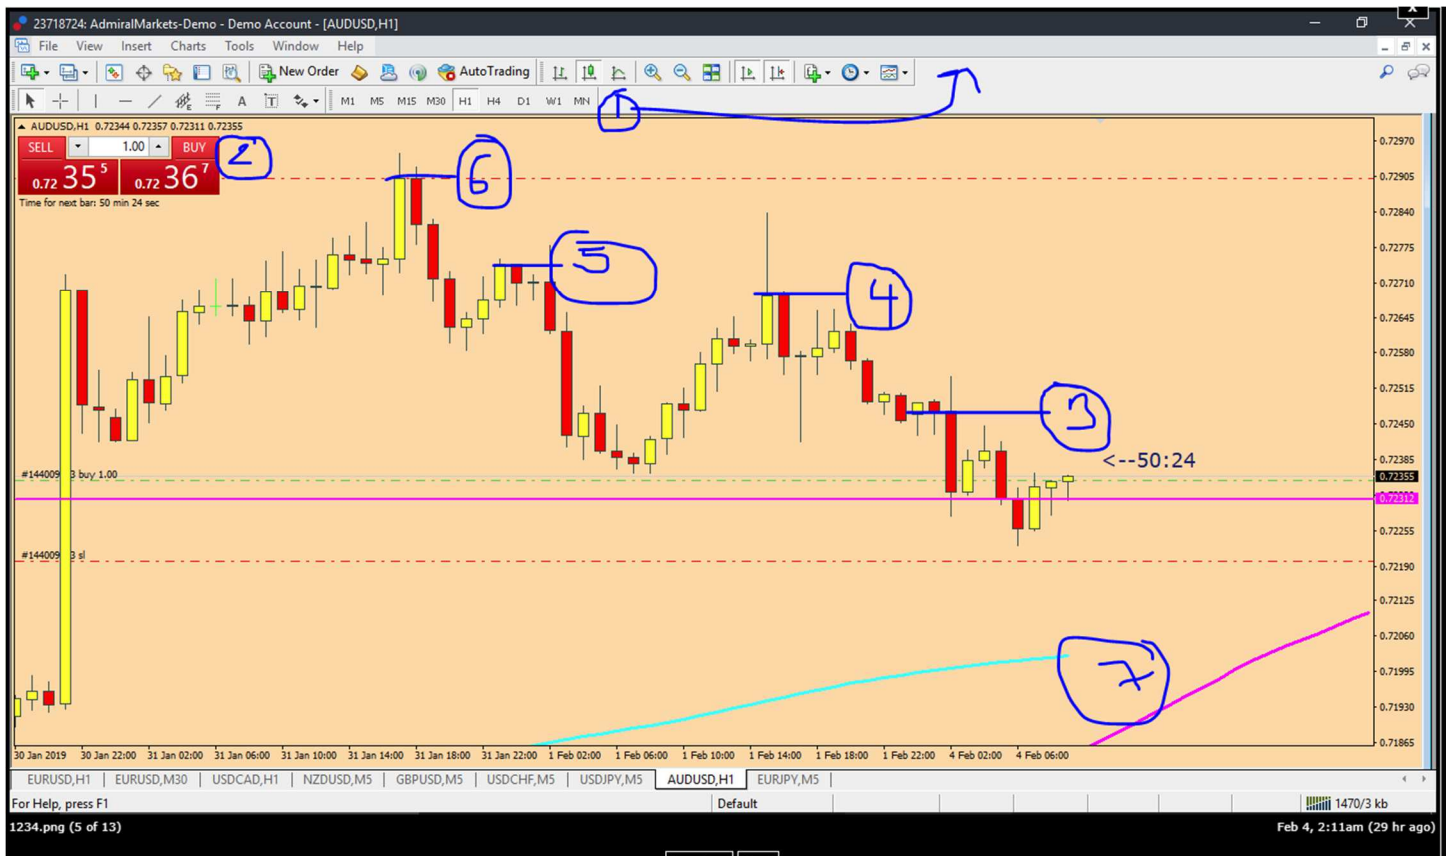 23718724: AdmiralMarkets-Demo - Demo Account - [AUDUSD,H1]
X
File View Insert Charts Tools Window Help
New Order AutoTrading
A T M1 M5 M15 M30 H1 H4 D1 W1 MN
1
AUDUSD,H1 0.72344 0.72357 0.72311 0.72355
SELL 1.00 BUY
2
0.72 35 5 0.72 36 7
Time for next bar: 50 min 24 sec
6
5
4
3
<--50:24
#144009 3 buy 1.00
#144009 3 sl
7
0.72970
0.72905
0.72840
0.72775
0.72710
0.72645
0.72580
0.72515
0.72450
0.72385
0.72355
0.72312
0.72255
0.72190
0.72125
0.72060
0.71995
0.71930
0.71865
30 Jan 2019 30 Jan 22:00 31 Jan 02:00 31 Jan 06:00 31 Jan 10:00 31 Jan 14:00 31 Jan 18:00 31 Jan 22:00 1 Feb 02:00 1 Feb 06:00 1 Feb 10:00 1 Feb 14:00 1 Feb 18:00 1 Feb 22:00 4 Feb 02:00 4 Feb 06:00
EURUSD,H1 EURUSD,M30 USDCAD,H1 NZDUSD,M5 GBPUSD,M5 USDCHF,M5 USDJPY,M5 AUDUSD,H1 EURJPY,M5
For Help, press F1 Default 1470/3 kb
1234.png (5 of 13) Feb 4, 2:11am (29 hr ago)